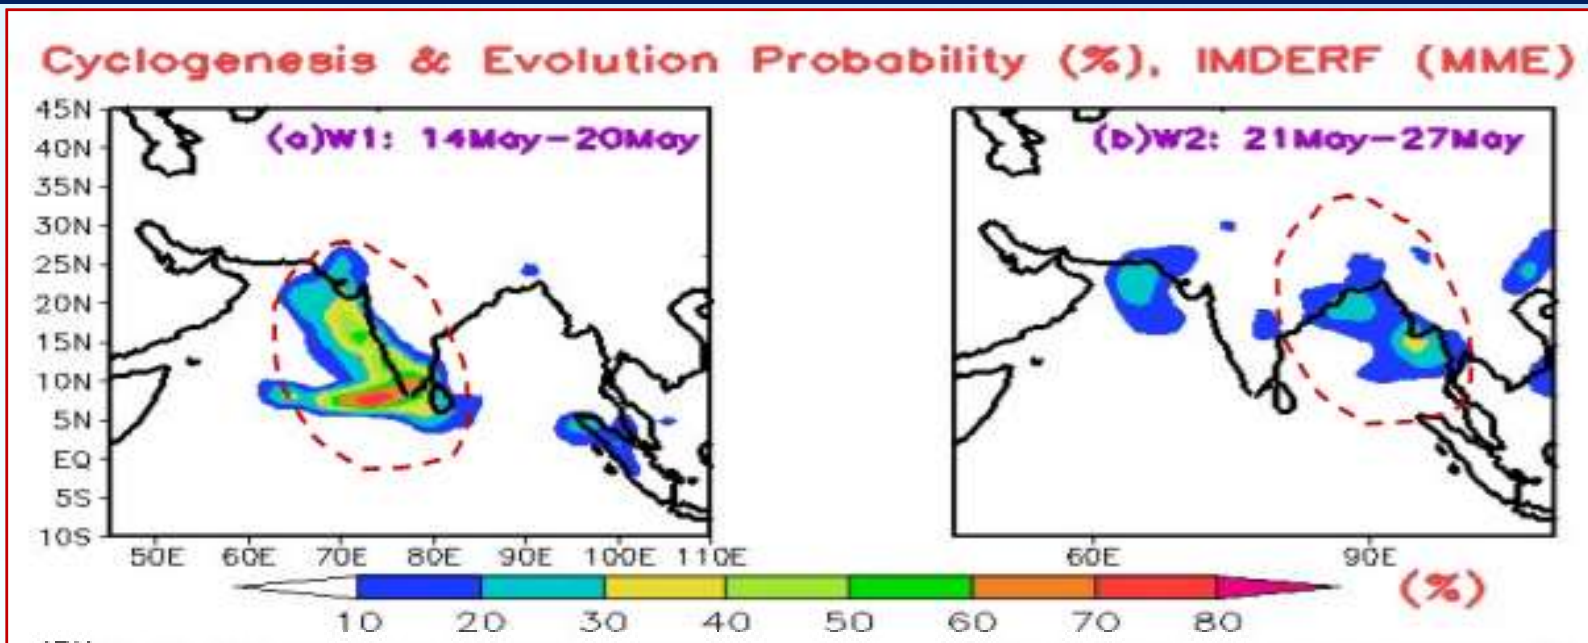 Cyclogenesis & Evolution Probability (%), IMDERF (MME)
(a)W1: 14May-20May
45N
40N
35N
30N
25N
20N
15N
10N
5N
EQ
5S
10S
50E 60E 70E 80E 90E 100E 110E
(b)W2: 21May-27May
60E 90E
10 20 30 40 50 60 70 80
(%)